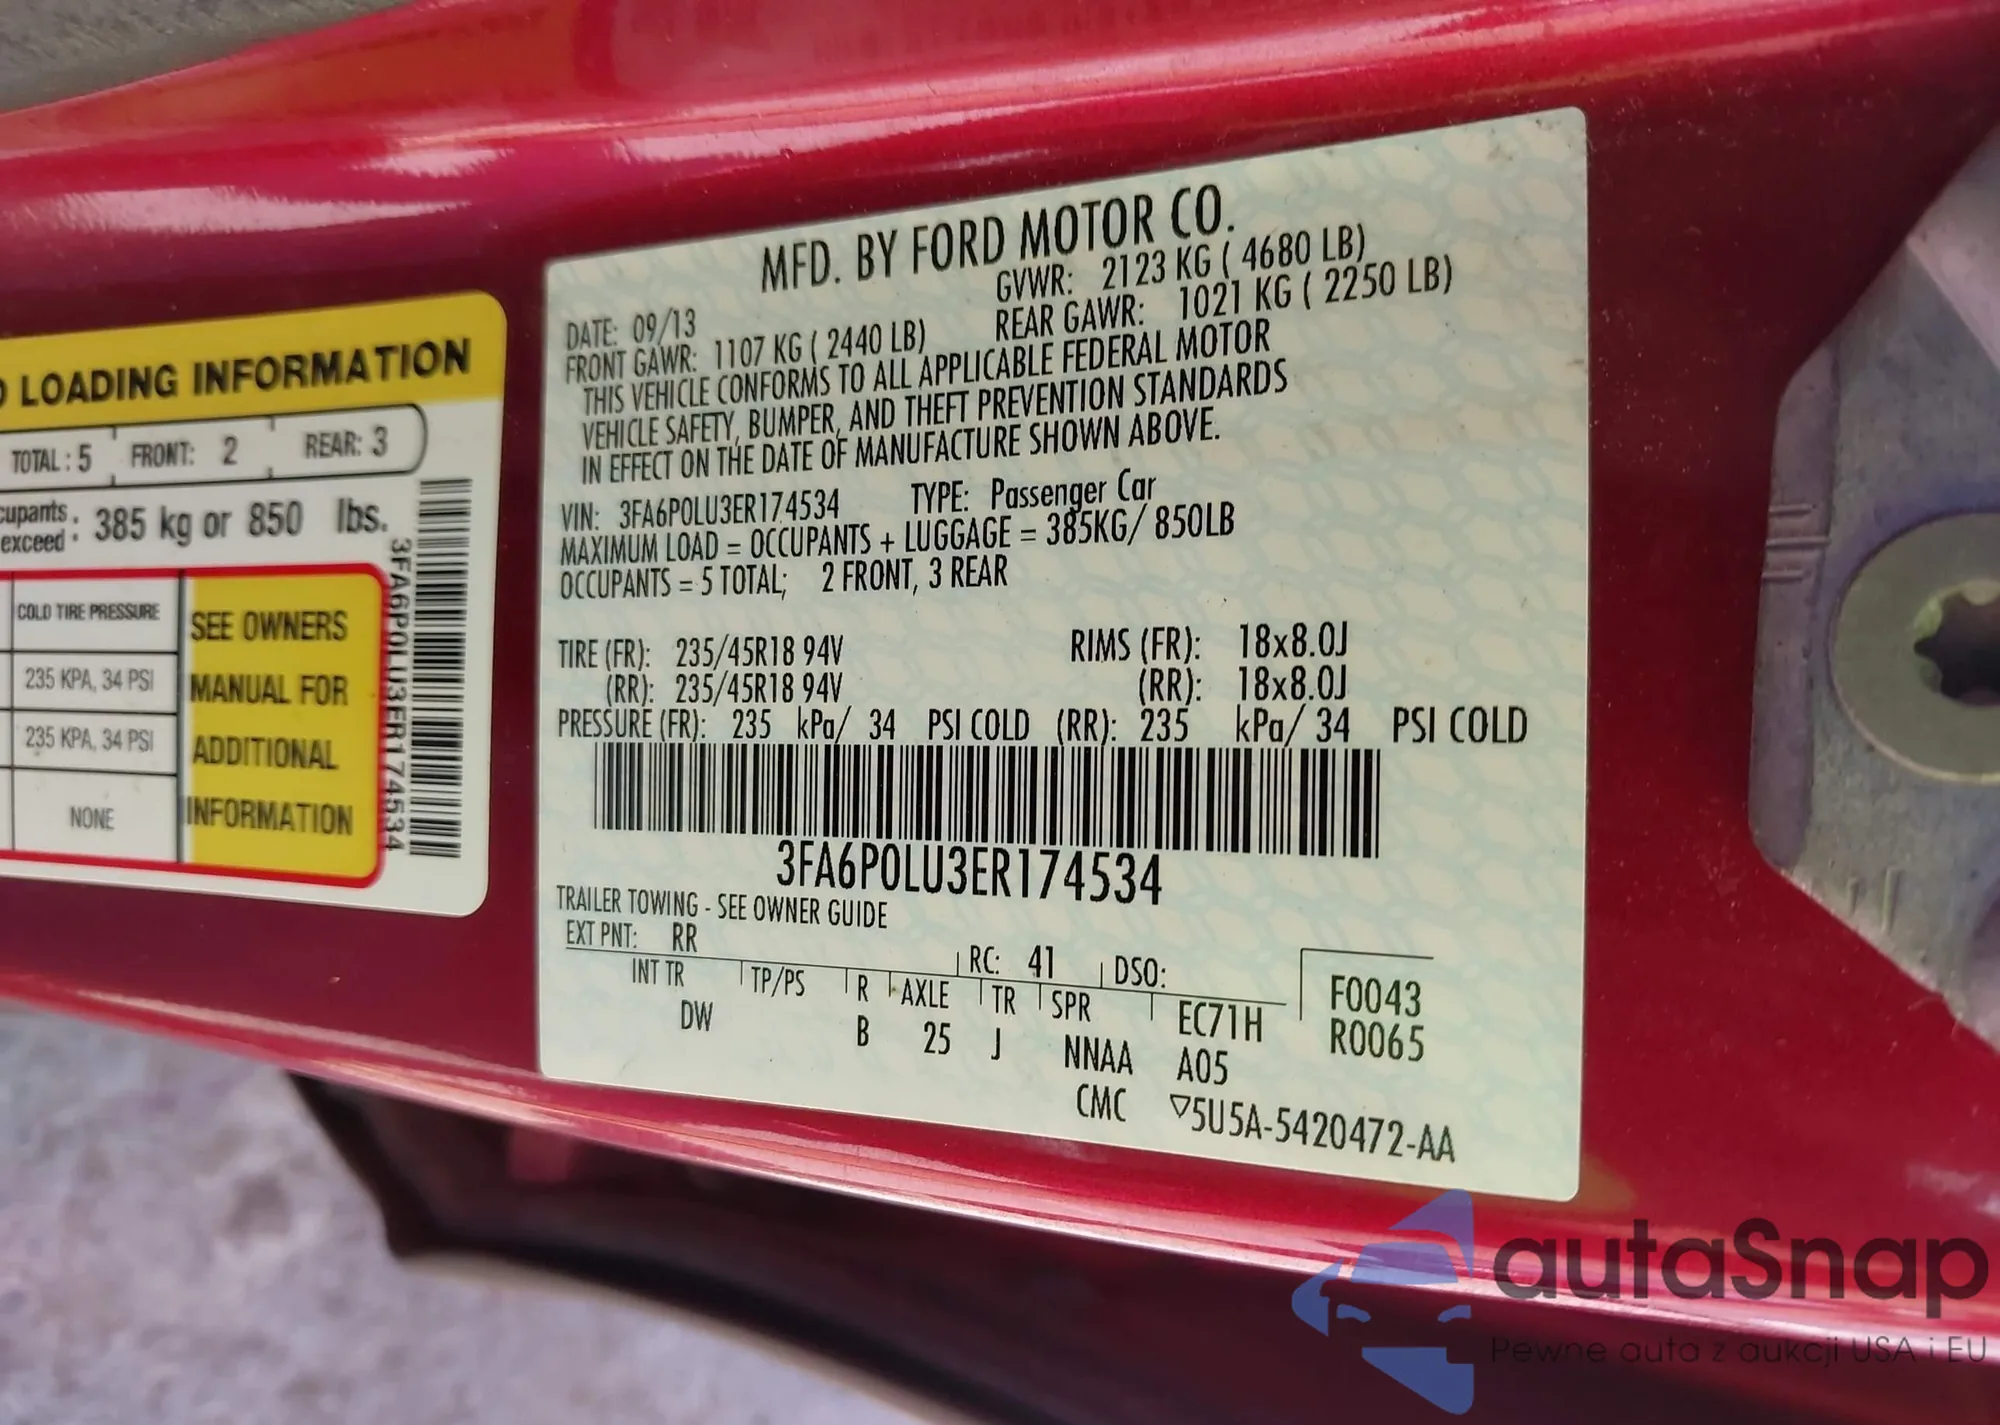 LOADING INFORMATION
TOTAL : 5 FRONT: 2 REAR: 3
385 kg or 850 lbs.
exceed :
COLD TIRE PRESSURE
235 KPA, 34 PSI
235 KPA, 34 PSI
NONE
SEE OWNERS
MANUAL FOR
ADDITIONAL
INFORMATION
3FA6P0LU3ER174534
MFD. BY FORD MOTOR CO.
DATE: 09/13 GVWR: 2123 KG ( 4680 LB)
FRONT GAWR: 1107 KG ( 2440 LB) REAR GAWR: 1021 KG ( 2250 LB)
THIS VEHICLE CONFORMS TO ALL APPLICABLE FEDERAL MOTOR
VEHICLE SAFETY, BUMPER, AND THEFT PREVENTION STANDARDS
IN EFFECT ON THE DATE OF MANUFACTURE SHOWN ABOVE.
VIN: 3FA6P0LU3ER174534 TYPE: Passenger Car
MAXIMUM LOAD = OCCUPANTS + LUGGAGE = 385KG/ 850LB
OCCUPANTS = 5 TOTAL; 2 FRONT, 3 REAR
TIRE (FR): 235/45R18 94V RIMS (FR): 18x8.0J
(RR): 235/45R18 94V (RR): 18x8.0J
PRESSURE (FR): 235 kPa/ 34 PSI COLD (RR): 235 kPa/ 34 PSI COLD
3FA6P0LU3ER174534
TRAILER TOWING - SEE OWNER GUIDE
EXT PNT: RR RC: 41 DSO:
INT TR TP/PS R AXLE TR SPR EC71H F0043
DW B 25 J NNAA A05 R0065
CMC ▽5U5A-5420472-AA
autaSnap
Pewne auta z aukcji USA i EU